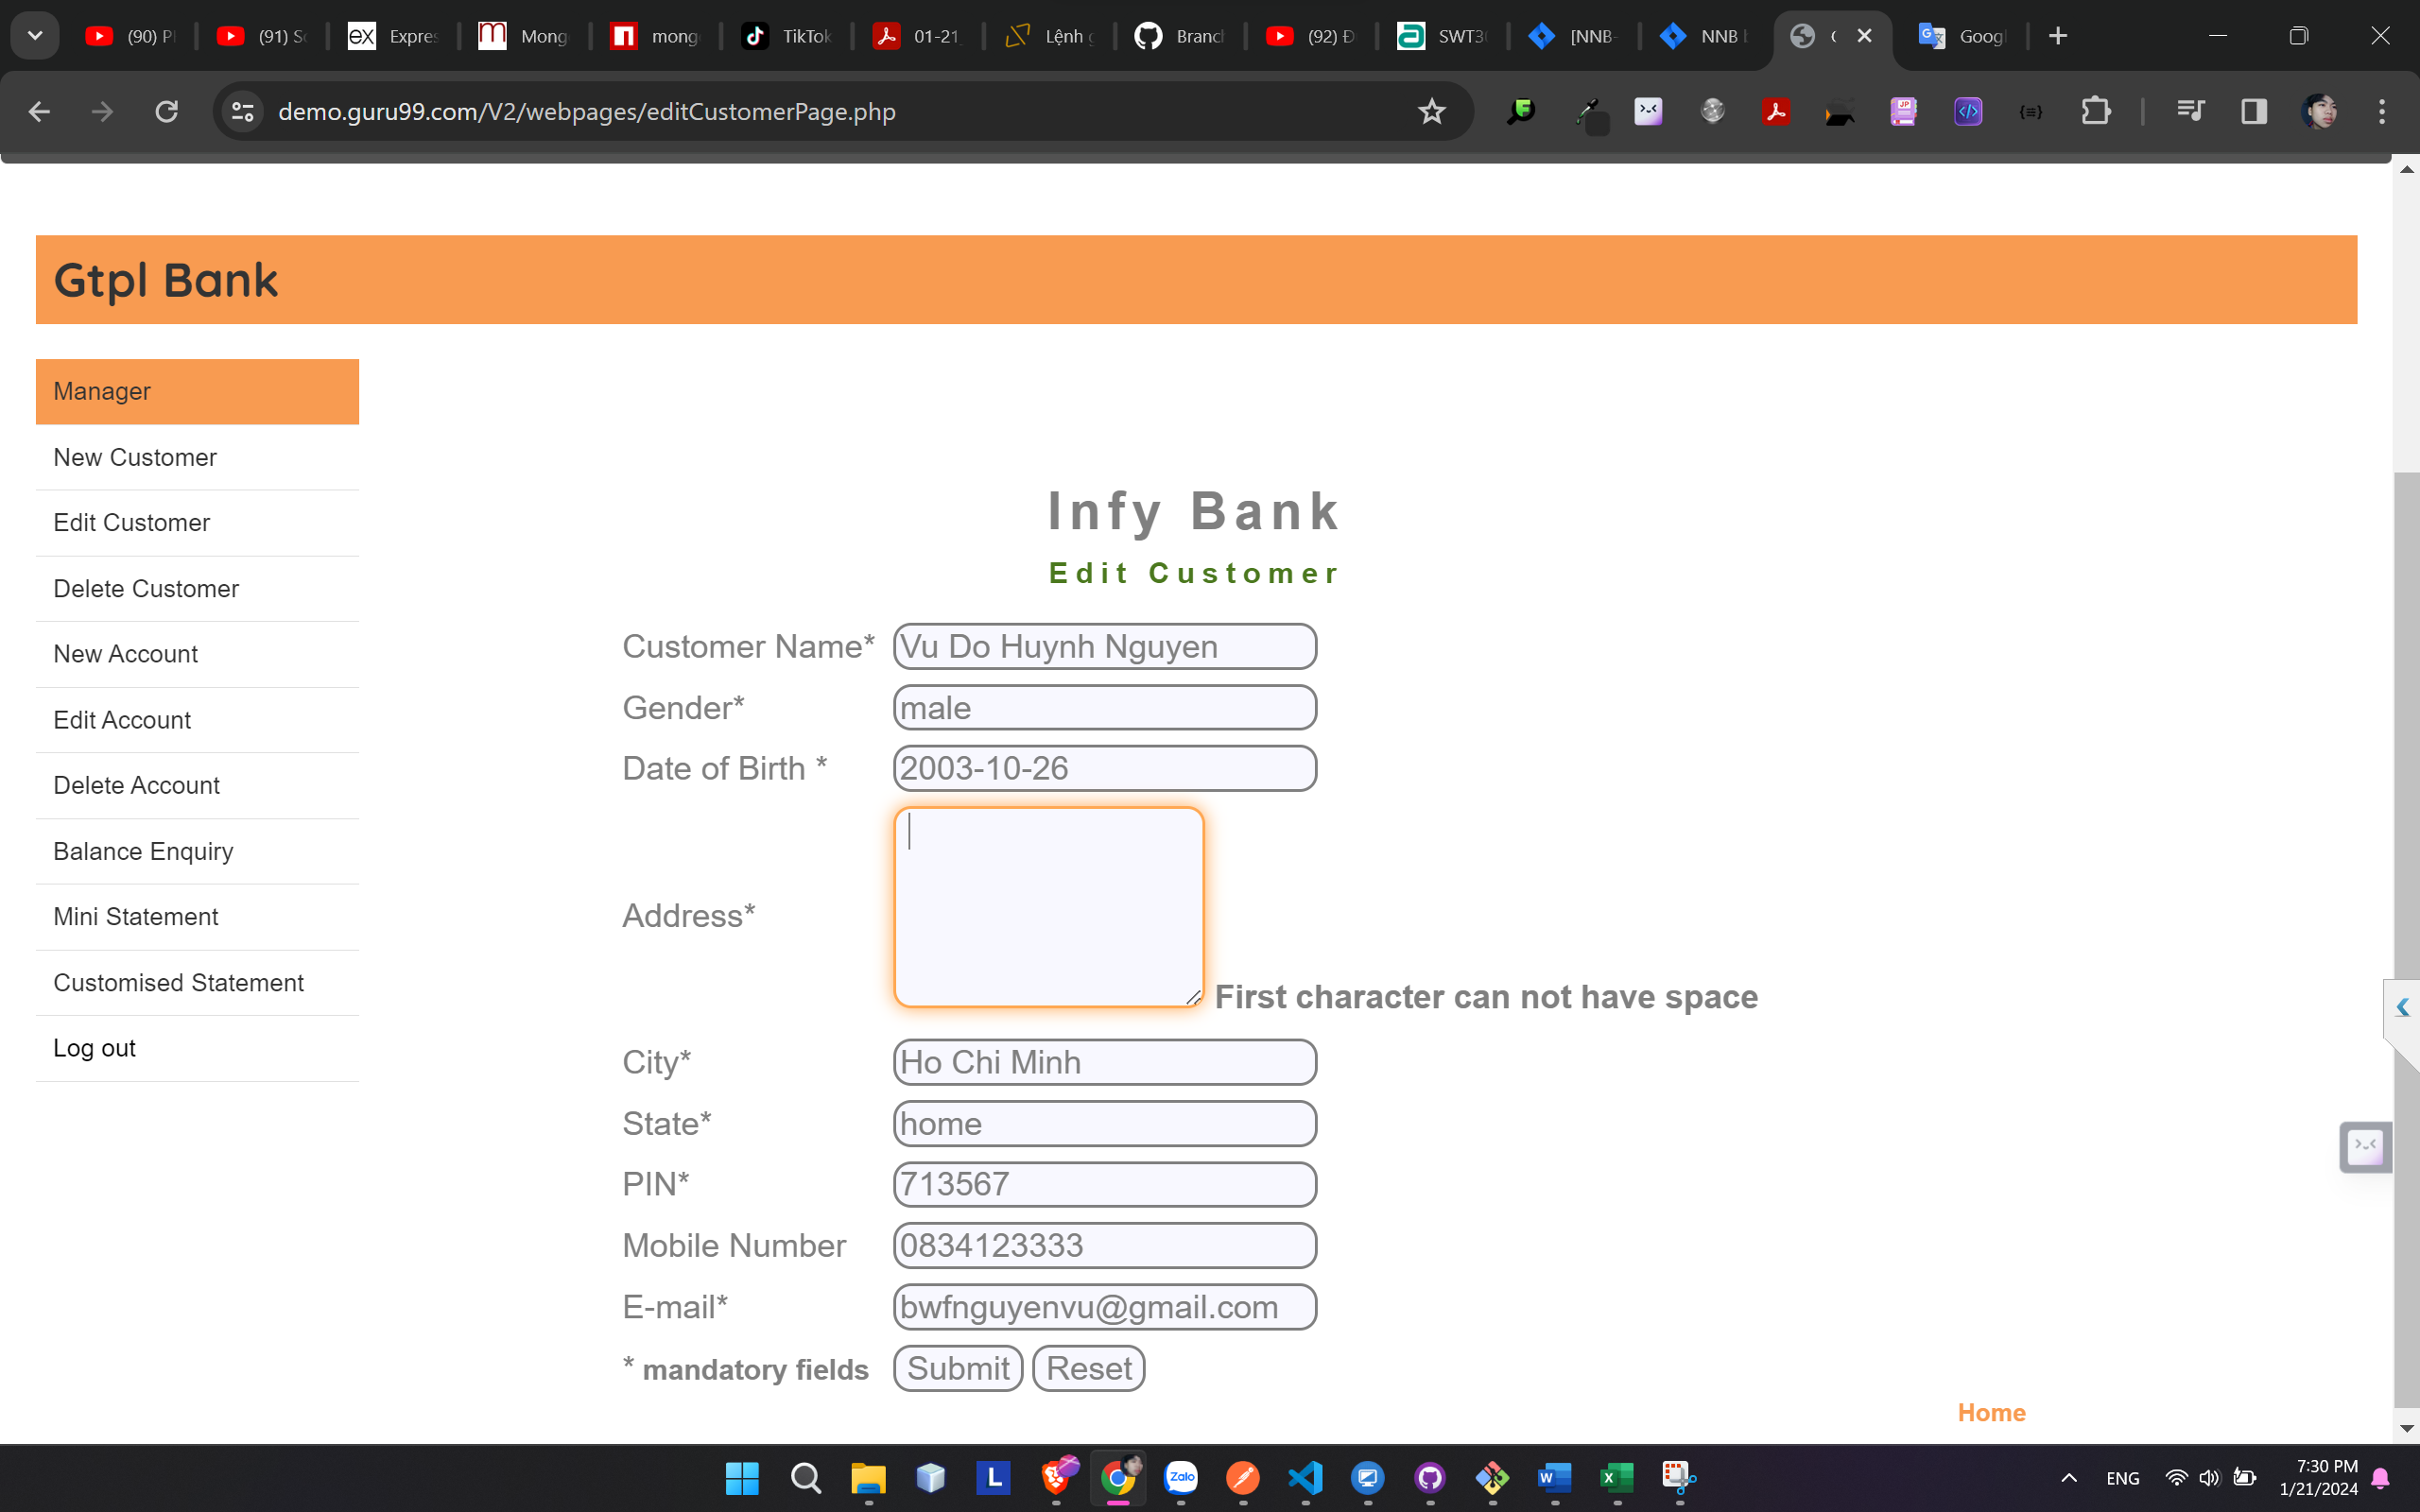 (90) P
(91) S
Expres
Mong
mong
TikTok
01-21
Lệnh g
Branch
(92) Đ
SWT3
[NNB-
NNB
Goog
demo.guru99.com/V2/webpages/editCustomerPage.php
Gtpl Bank
Manager
New Customer
Edit Customer
Delete Customer
New Account
Edit Account
Delete Account
Balance Enquiry
Mini Statement
Customised Statement
Log out
Infy Bank
Edit Customer
Customer Name* Vu Do Huynh Nguyen
Gender* male
Date of Birth * 2003-10-26
Address*
First character can not have space
City* Ho Chi Minh
State* home
PIN* 713567
Mobile Number 0834123333
E-mail* bwfnguyenvu@gmail.com
* mandatory fields Submit Reset
Home
Zalo
ENG
7:30 PM
1/21/2024